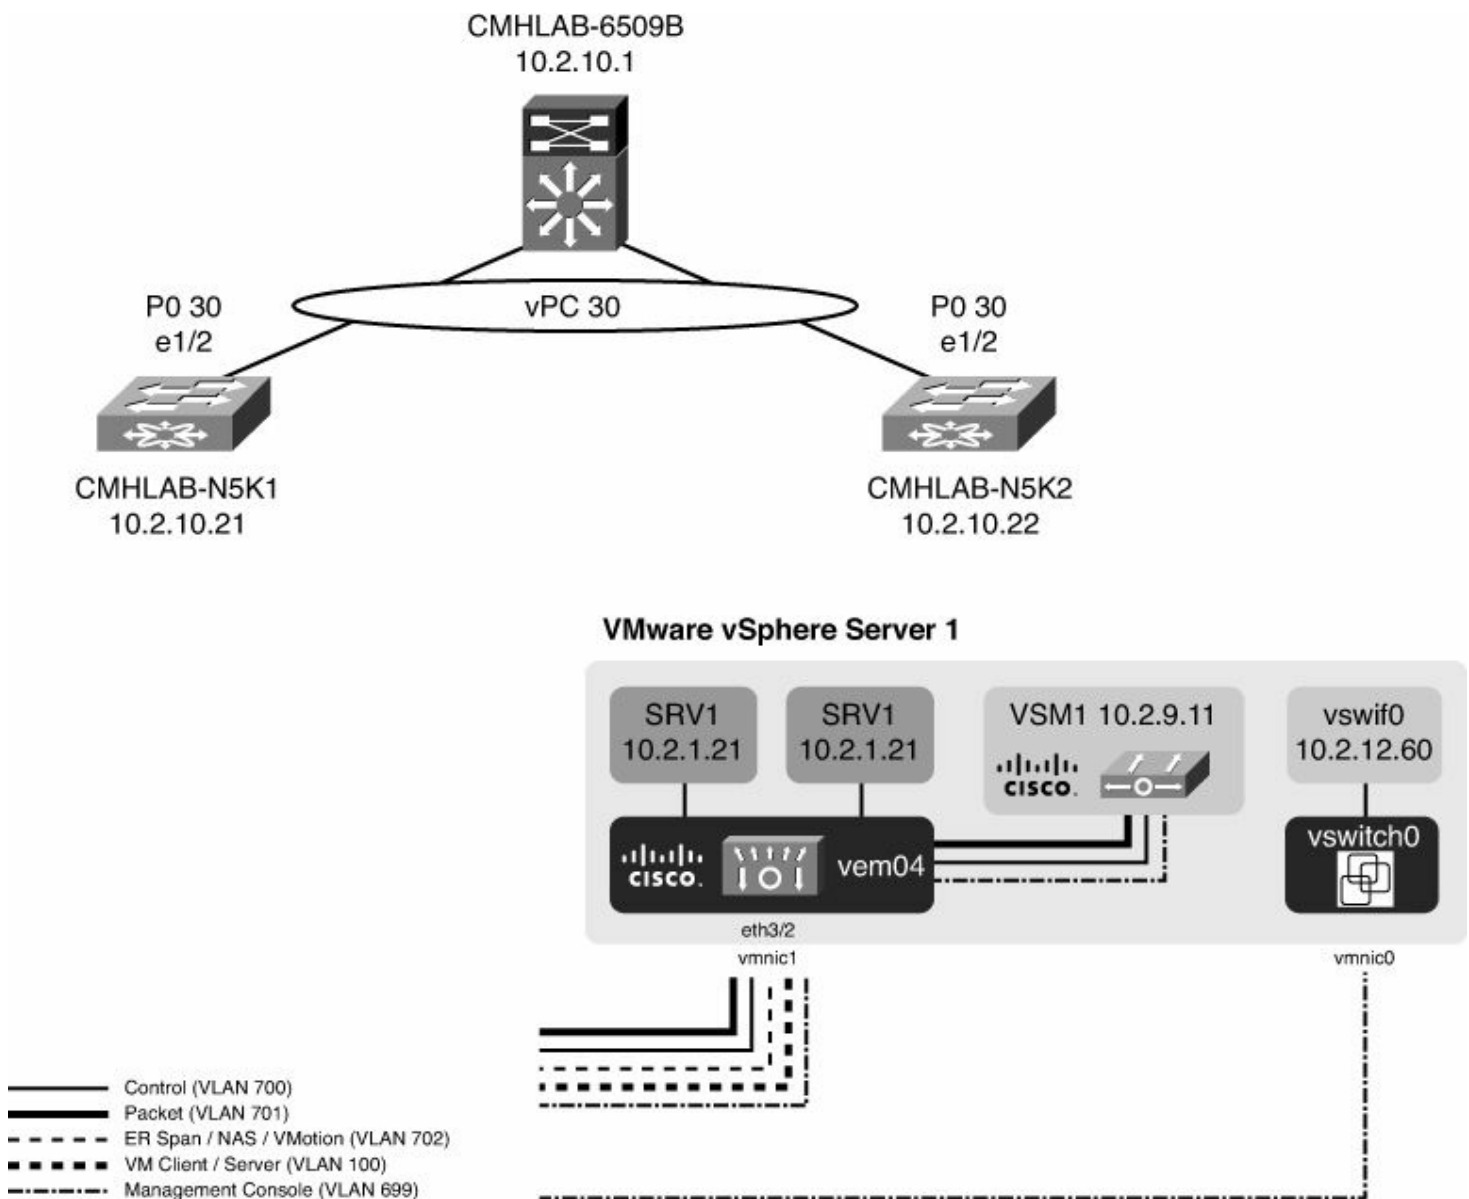 CMHLAB-6509B
10.2.10.1
P0 30
e1/2
vPC 30
P0 30
e1/2
CMHLAB-N5K1
10.2.10.21
CMHLAB-N5K2
10.2.10.22
VMware vSphere Server 1
SRV1
10.2.1.21
SRV1
10.2.1.21
VSM1 10.2.9.11
CISCO.
vswif0
10.2.12.60
CISCO.
vem04
vswitch0
eth3/2
vmnic1
vmnic0
Control (VLAN 700)
Packet (VLAN 701)
ER Span / NAS / VMotion (VLAN 702)
VM Client / Server (VLAN 100)
Management Console (VLAN 699)